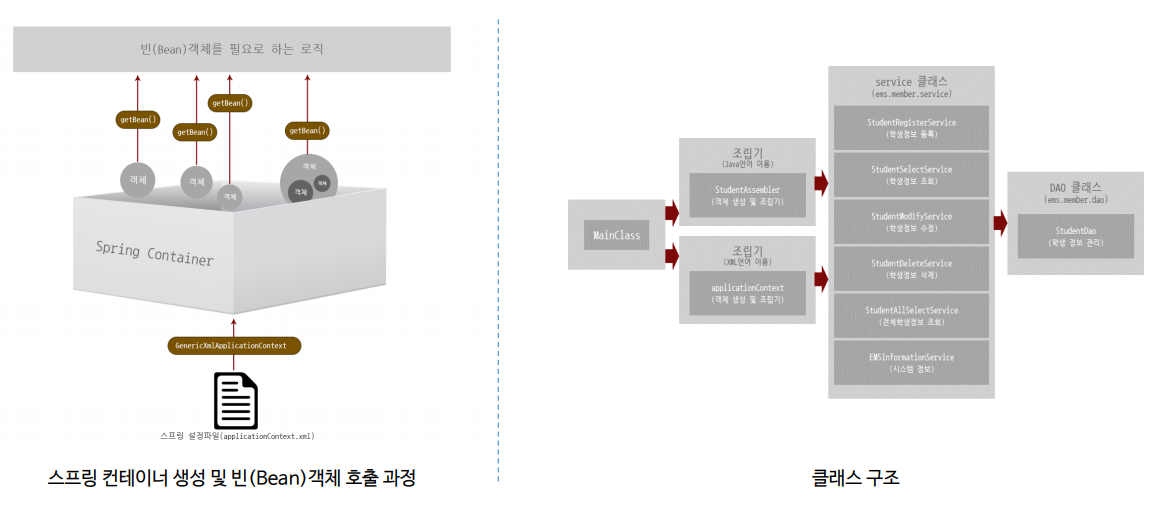 빈(Bean)객체를 필요로 하는 로직
getBean()
getBean()
getBean()
getBean()
객체
객체
객체
객체
객체
객체
Spring Container
GenericXmlApplicationContext
스프링 설정파일(applicationContext.xml)
스프링 컨테이너 생성 및 빈(Bean)객체 호출 과정
MainClass
조립기
(Java언어 이용)
StudentAssembler
(객체 생성 및 조립기)
조립기
(XML언어 이용)
applicationContext
(객체 생성 및 조립기)
service 클래스
(ems.member.service)
StudentRegisterService
(학생정보 등록)
StudentSelectService
(학생정보 조회)
StudentModifyService
(학생정보 수정)
StudentDeleteService
(학생정보 삭제)
StudentAllSelectService
(전체학생정보 조회)
EMSInformationService
(시스템 정보)
DAO 클래스
(ems.member.dao)
StudentDao
(학생 정보 관리)
클래스 구조